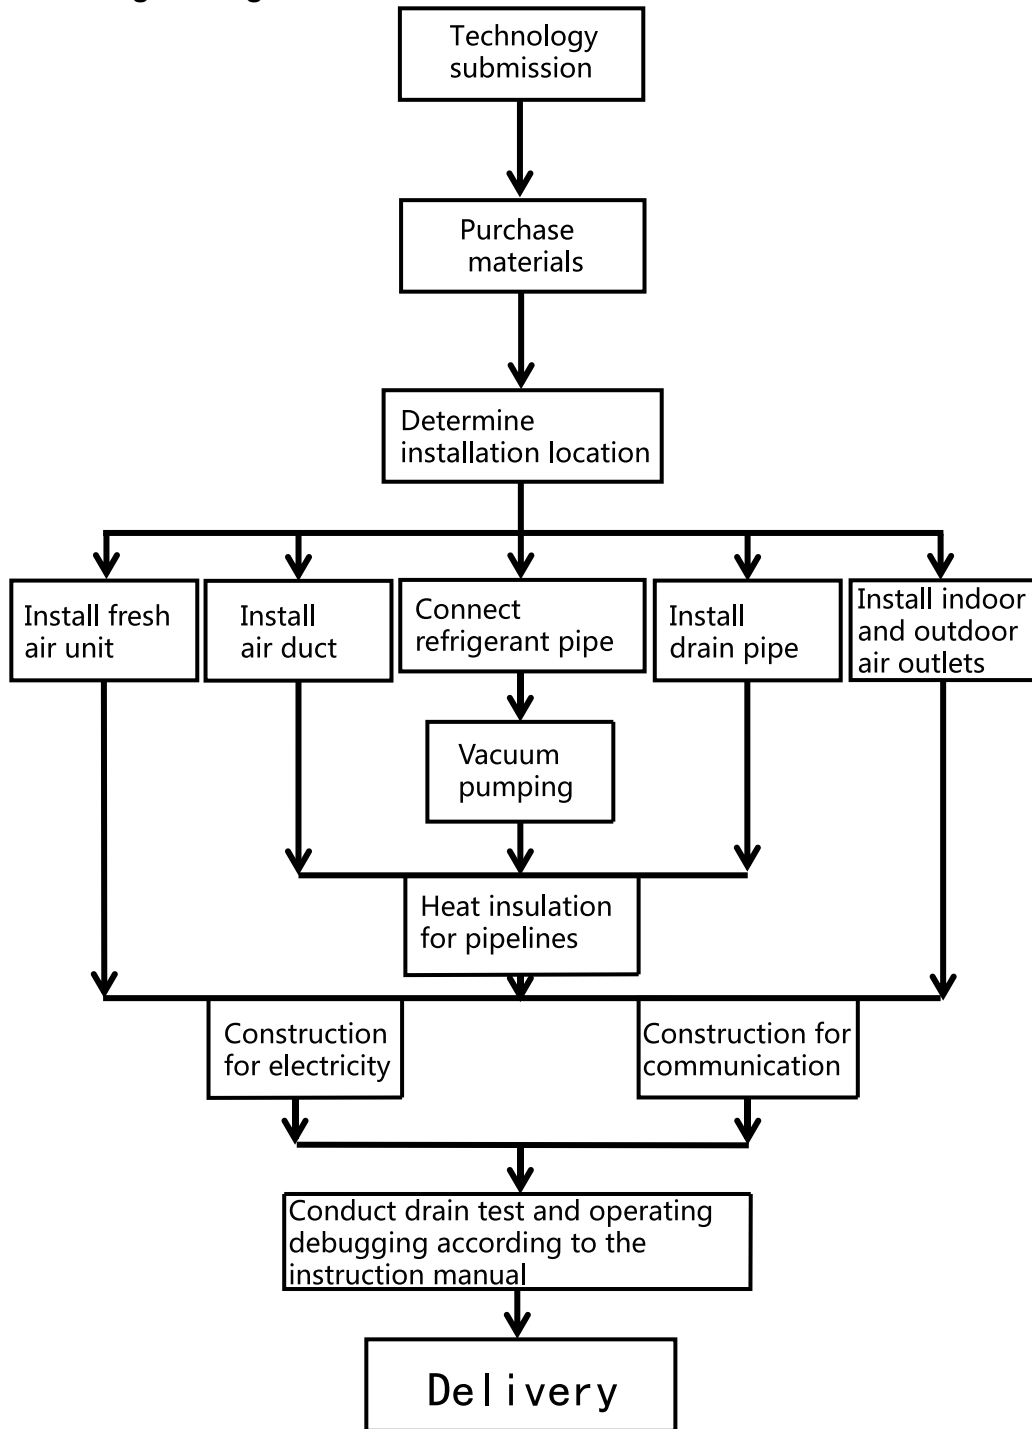 Technology
submission
Purchase
materials
Determine
installation location
Install fresh
air unit
Install
air duct
Connect
refrigerant pipe
Install
drain pipe
Install indoor
and outdoor
air outlets
Vacuum
pumping
Heat insulation
for pipelines
Construction
for electricity
Construction for
communication
Conduct drain test and operating
debugging according to the
instruction manual
Delivery